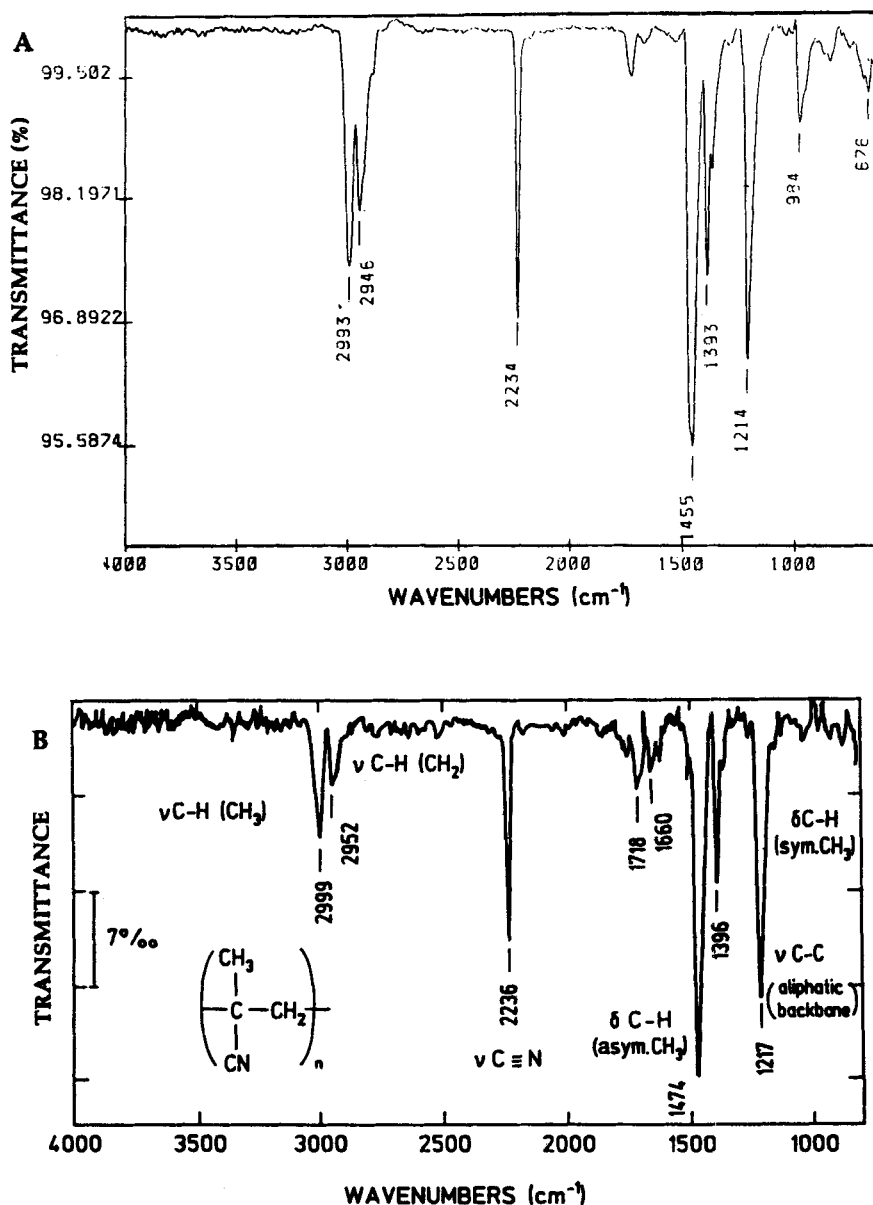 A
TRANSMITTANCE (%)
99.502
98.1971
96.8922
95.5874
2993
2946
2234
1455
1393
1214
984
676
4000 3500 3000 2500 2000 1500 1000
WAVENUMBERS (cm⁻¹)
B
TRANSMITTANCE
ν C-H (CH₂)
νC-H (CH₃)
2999
2952
7‰
2236
1718
1660
δC-H
(sym.CH₃)
1396
ν C-C
(aliphatic
backbone)
CH₃
C
CH₂
CN
n
ν C≡N
δ C-H
(asym.CH₃)
1474
1217
4000 3500 3000 2500 2000 1500 1000
WAVENUMBERS (cm⁻¹)